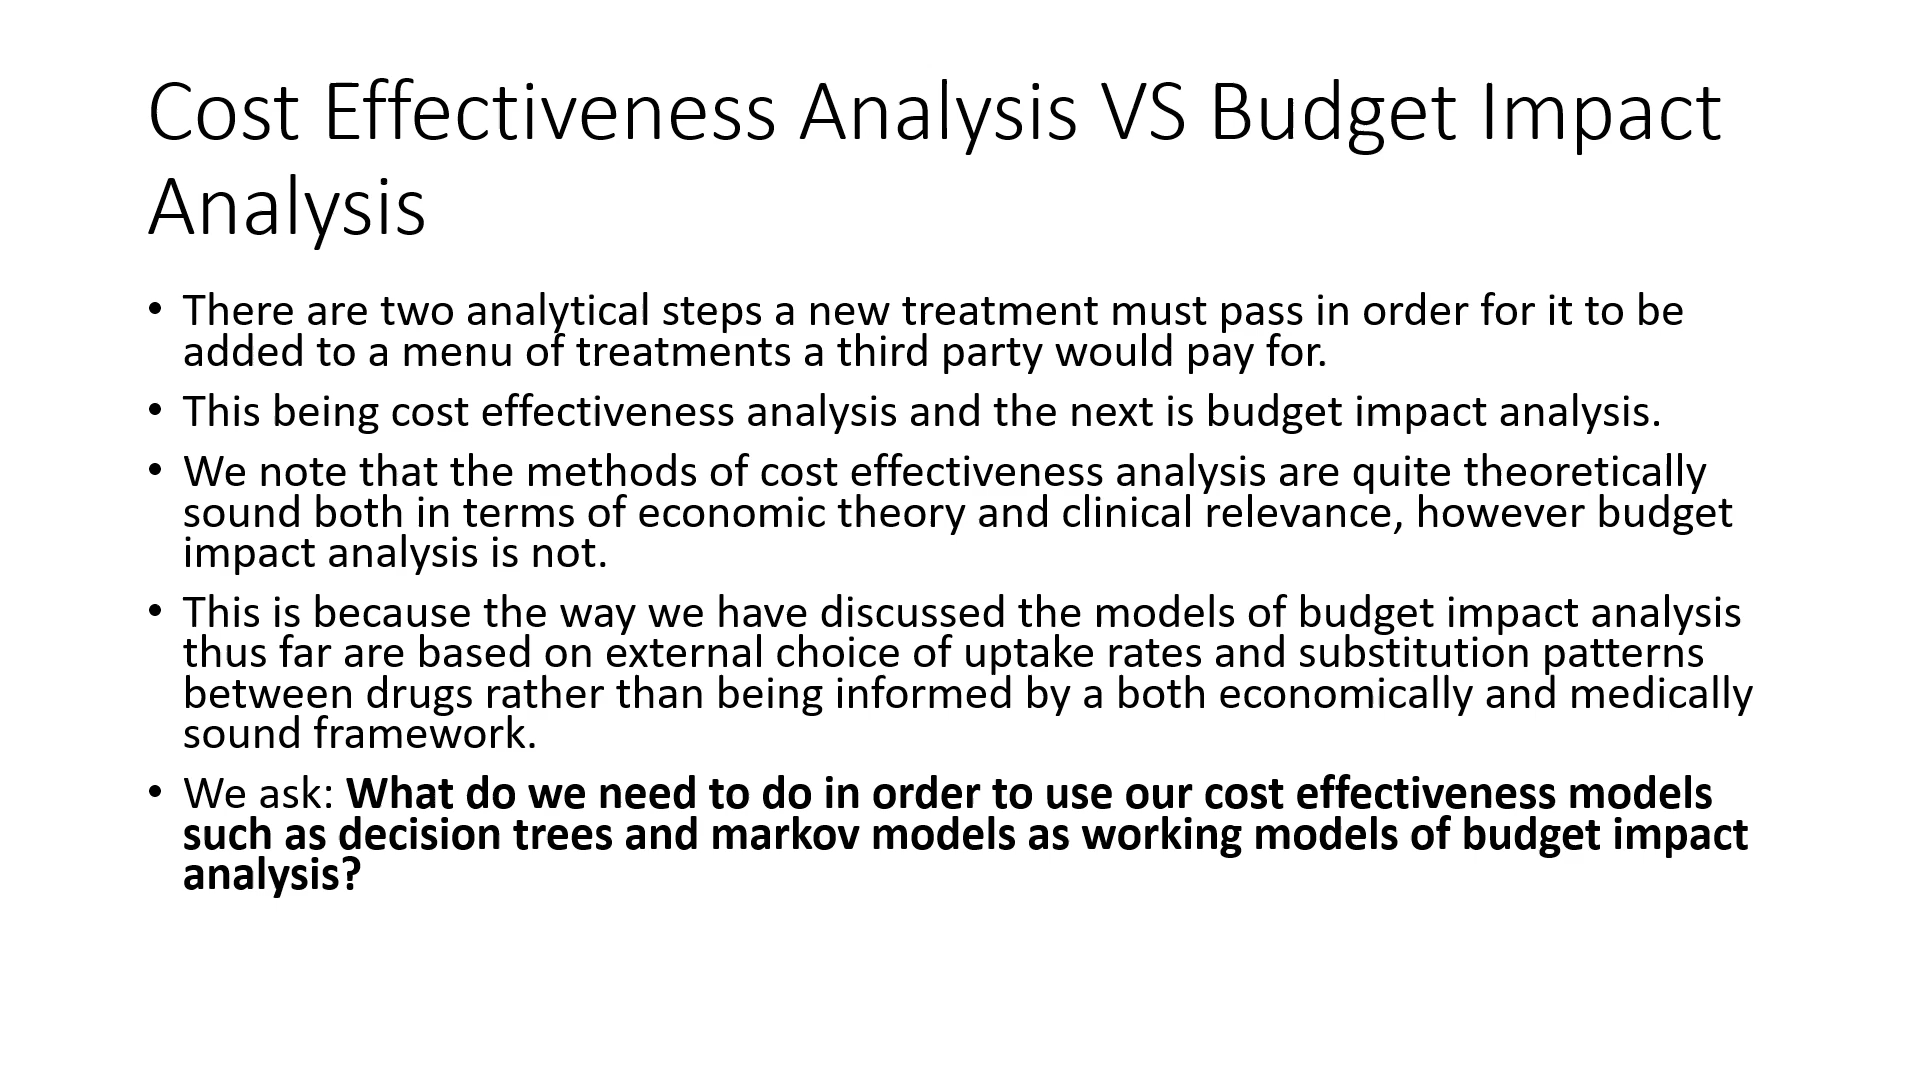 Cost Effectiveness Analysis VS Budget Impact
Analysis
• There are two analytical steps a new treatment must pass in order for it to be
added to a menu of treatments a third party would pay for.
• This being cost effectiveness analysis and the next is budget impact analysis.
• We note that the methods of cost effectiveness analysis are quite theoretically
sound both in terms of economic theory and clinical relevance, however budget
impact analysis is not.
• This is because the way we have discussed the models of budget impact analysis
thus far are based on external choice of uptake rates and substitution patterns
between drugs rather than being informed by a both economically and medically
sound framework.
• We ask: What do we need to do in order to use our cost effectiveness models
such as decision trees and markov models as working models of budget impact
analysis?